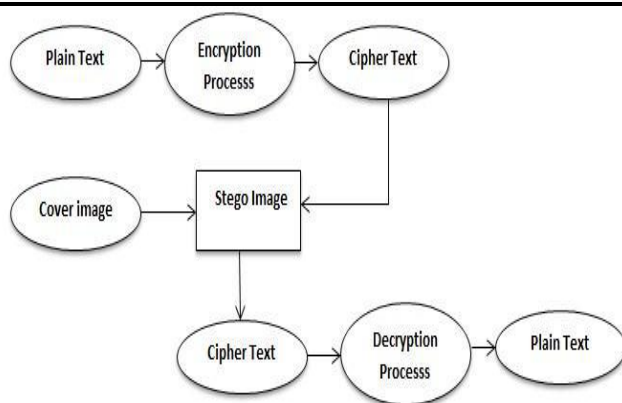 Plain Text
Encryption
Processs
Cipher Text
Cover image
Stego Image
Cipher Text
Decryption
Processs
Plain Text